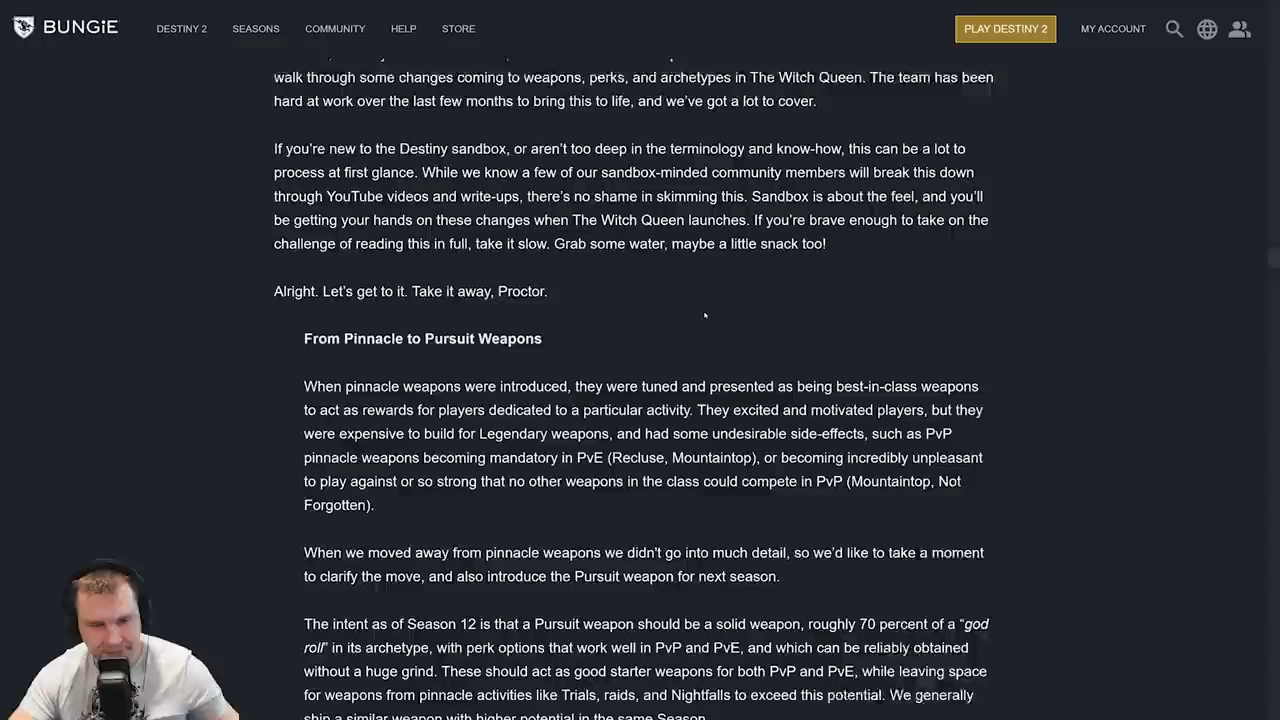 BUNGiE
DESTINY 2 SEASONS COMMUNITY HELP STORE
PLAY DESTINY 2 MY ACCOUNT
walk through some changes coming to weapons, perks, and archetypes in The Witch Queen. The team has been
hard at work over the last few months to bring this to life, and we’ve got a lot to cover.
If you’re new to the Destiny sandbox, or aren’t too deep in the terminology and know-how, this can be a lot to
process at first glance. While we know a few of our sandbox-minded community members will break this down
through YouTube videos and write-ups, there’s no shame in skimming this. Sandbox is about the feel, and you’ll
be getting your hands on these changes when The Witch Queen launches. If you’re brave enough to take on the
challenge of reading this in full, take it slow. Grab some water, maybe a little snack too!
Alright. Let’s get to it. Take it away, Proctor.
From Pinnacle to Pursuit Weapons
When pinnacle weapons were introduced, they were tuned and presented as being best-in-class weapons
to act as rewards for players dedicated to a particular activity. They excited and motivated players, but they
were expensive to build for Legendary weapons, and had some undesirable side-effects, such as PvP
pinnacle weapons becoming mandatory in PvE (Recluse, Mountaintop), or becoming incredibly unpleasant
to play against or so strong that no other weapons in the class could compete in PvP (Mountaintop, Not
Forgotten).
When we moved away from pinnacle weapons we didn’t go into much detail, so we’d like to take a moment
to clarify the move, and also introduce the Pursuit weapon for next season.
The intent as of Season 12 is that a Pursuit weapon should be a solid weapon, roughly 70 percent of a “god
roll” in its archetype, with perk options that work well in PvP and PvE, and which can be reliably obtained
without a huge grind. These should act as good starter weapons for both PvP and PvE, while leaving space
for weapons from pinnacle activities like Trials, raids, and Nightfalls to exceed this potential. We generally
ship a similar weapon with higher potential in the same Season.